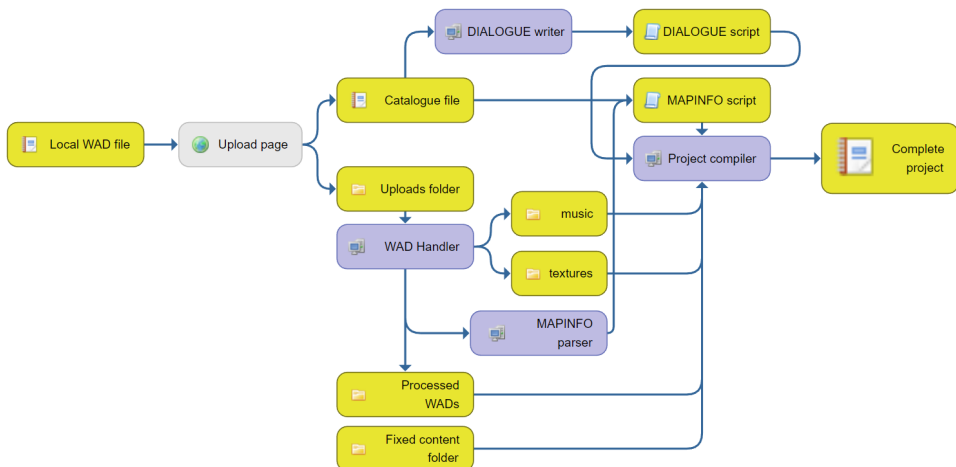 DIALOGUE writer
DIALOGUE script
Catalogue file
MAPINFO script
Local WAD file
Upload page
Project compiler
Complete
project
Uploads folder
music
WAD Handler
textures
MAPINFO
parser
Processed
WADs
Fixed content
folder